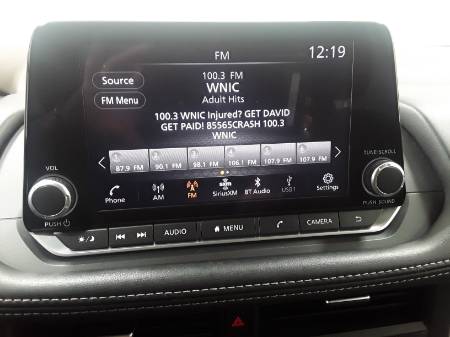 FM
12:19
Source
100.3 FM
WNIC
FM Menu
Adult Hits
100.3 WNIC Injured? GET DAVID
GET PAID! 85565CRASH 100.3
WNIC
VOL
TUNE·SCROLL
87.9 FM 90.1 FM 98.1 FM 106.1 FM 107.9 FM 107.9 FM
Phone AM FM SiriusXM BT Audio USB1 Settings
PUSH
PUSH SOUND
AUDIO MENU CAMERA